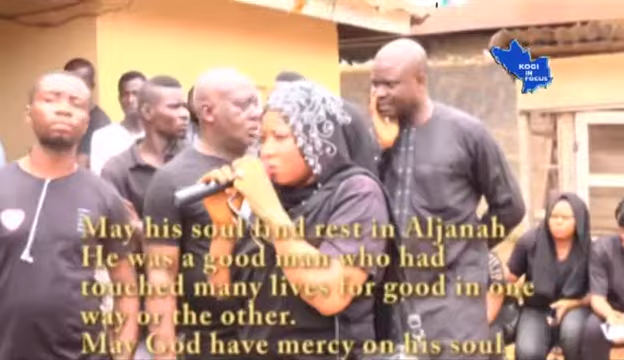 KOGI
IN
FOCUS
May his soul find rest in Aljanah,
He was a good man who had
touched many lives for good in one
way or the other.
May God have mercy on his soul